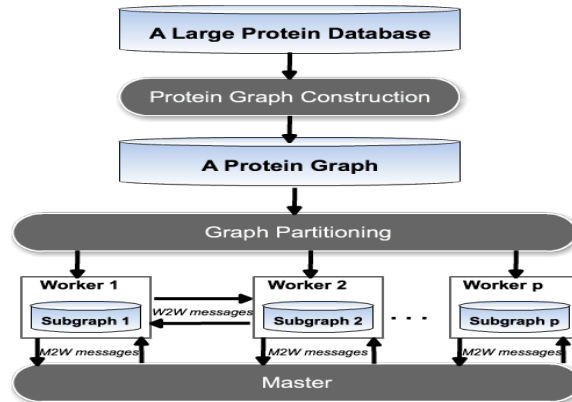 A Large Protein Database
Protein Graph Construction
A Protein Graph
Graph Partitioning
Worker 1
Worker 2
Worker p
W2W messages
Subgraph 1
Subgraph 2
. . .
Subgraph p
M2W messages
M2W messages
M2W messages
Master